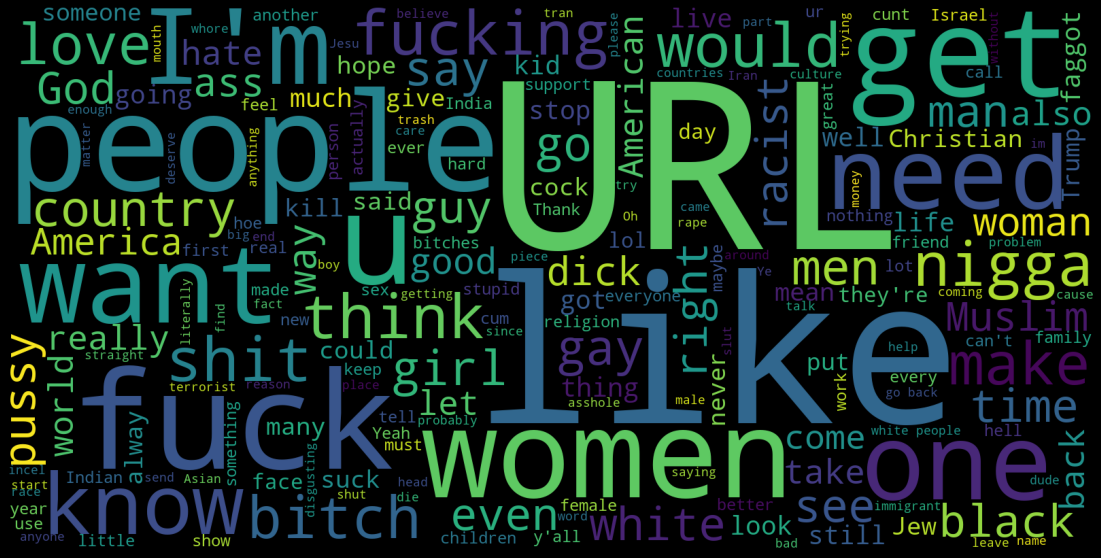 someone
mouth
whore
another
believe
tran
please
live
part
ur
trying
cunt
Israel
without
love
I'm
hate
fucking
would
get
Jesu
culture
call
faggot
God
going
ass
hope
say
kid
countries
Iran
great
man
also
feel
much
give
India
support
stop
American
racist
well
Christian
im
enough
trash
care
people
matter
deserve
anything
person
actually
ever
hard
go
URL
day
need
Trump
cock
try
Thank
Oh
came
rape
money
nothing
life
woman
country
hoe
kill
said
guy
America
first
big
end
real
way
u
bitches
good
lol
right
maybe
around
Ye
men
friend
lot
problem
nigga
boy
piece
dick
want
made
fact
new
sex
getting
stupid
got
everyone
mean
they're
coming
cause
talk
literally
find
think
cum
since
religion
gay
slut
like
Muslim
can't
family
really
straight
could
keep
girl
thing
never
put
help
make
pussy
world
shit
terrorist
reason
place
let
asshole
male
work
every
go back
time
fuck
many
tell
probably
Yeah
must
women
come
white people
hell
back
incel
start
alway
something
Indian
disgusting
face
suck
saying
take
one
dude
race
Asian
send
shut
die
head
even
female
better
see
immigrant
year
use
know
bitch
word
white
look
still
Jew
black
anyone
little
show
children
y'all
bad
leave
name